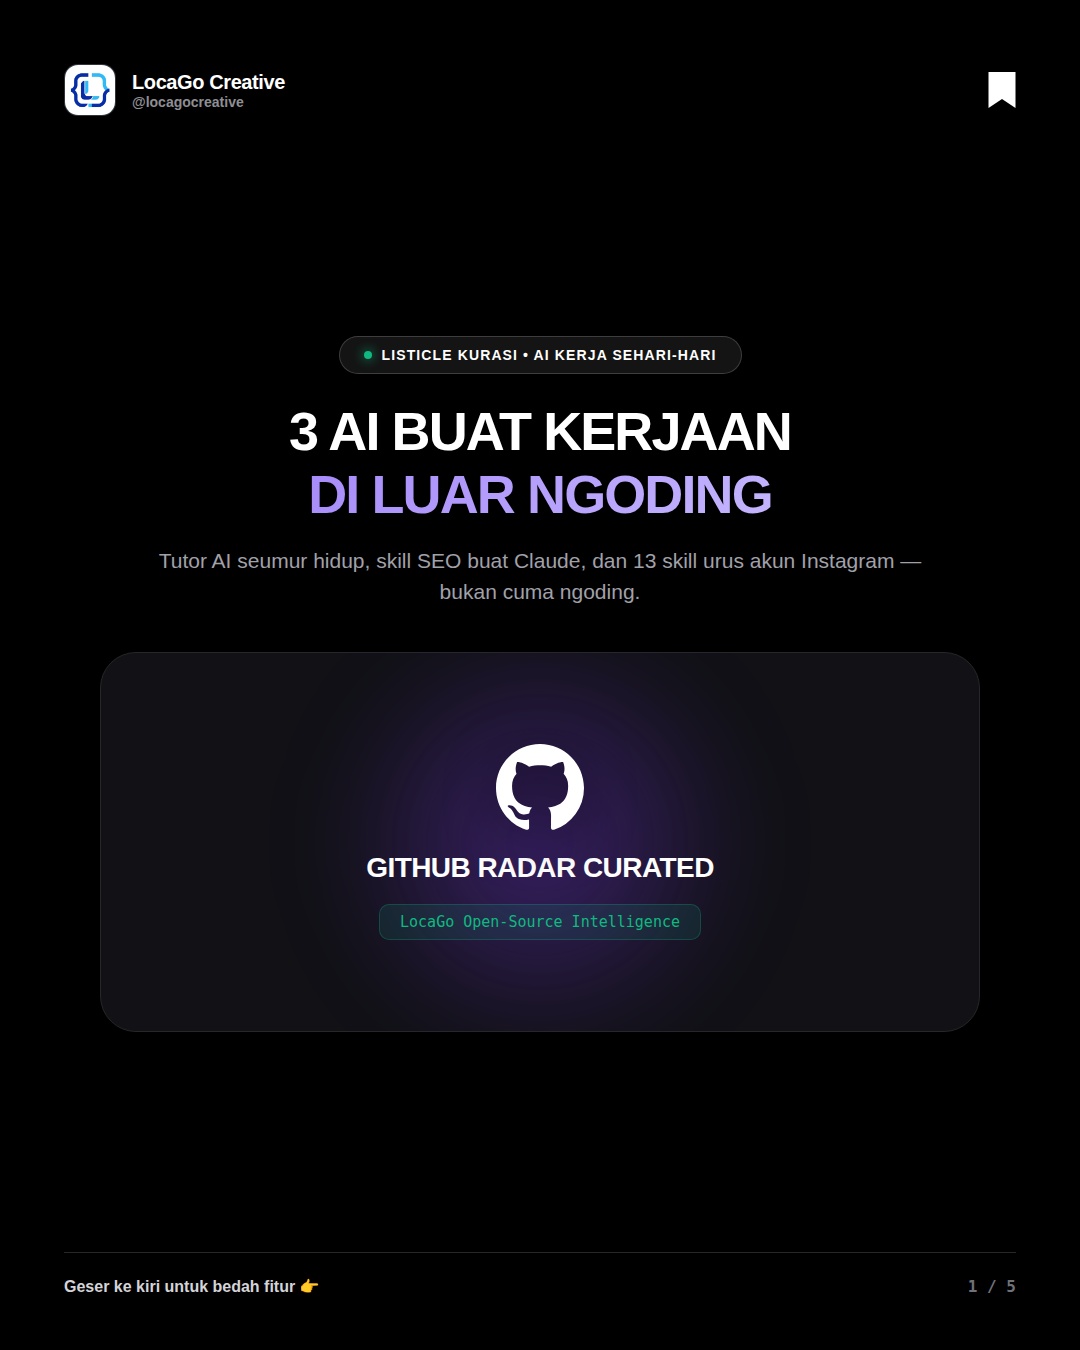 LocaGo Creative
@locagocreative
LISTICLE KURASI • AI KERJA SEHARI-HARI
3 AI BUAT KERJAAN
DI LUAR NGODING
Tutor AI seumur hidup, skill SEO buat Claude, dan 13 skill urus akun Instagram —
bukan cuma ngoding.
GITHUB RADAR CURATED
LocaGo Open-Source Intelligence
Geser ke kiri untuk bedah fitur 👉
1 / 5